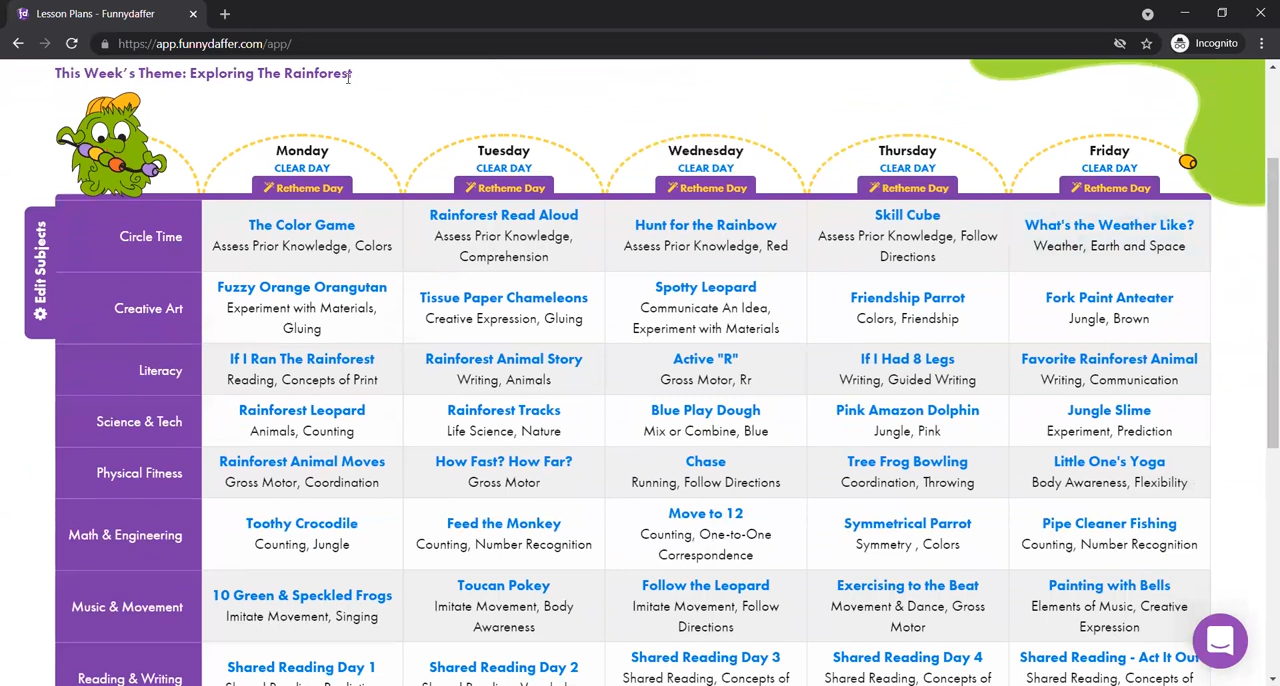 Lesson Plans - Funnydaffer
https://app.funnydaffer.com/app/
Incognito
This Week's Theme: Exploring The Rainforest
Monday Tuesday Wednesday Thursday Friday
CLEAR DAY CLEAR DAY CLEAR DAY CLEAR DAY CLEAR DAY
Retheme Day Retheme Day Retheme Day Retheme Day Retheme Day
Edit Subjects
Circle Time
The Color Game
Assess Prior Knowledge, Colors
Rainforest Read Aloud
Assess Prior Knowledge,
Comprehension
Hunt for the Rainbow
Assess Prior Knowledge, Red
Skill Cube
Assess Prior Knowledge, Follow
Directions
What's the Weather Like?
Weather, Earth and Space
Creative Art
Fuzzy Orange Orangutan
Experiment with Materials,
Gluing
Tissue Paper Chameleons
Creative Expression, Gluing
Spotty Leopard
Communicate An Idea,
Experiment with Materials
Friendship Parrot
Colors, Friendship
Fork Paint Anteater
Jungle, Brown
Literacy
If I Ran The Rainforest
Reading, Concepts of Print
Rainforest Animal Story
Writing, Animals
Active "R"
Gross Motor, Rr
If I Had 8 Legs
Writing, Guided Writing
Favorite Rainforest Animal
Writing, Communication
Science & Tech
Rainforest Leopard
Animals, Counting
Rainforest Tracks
Life Science, Nature
Blue Play Dough
Mix or Combine, Blue
Pink Amazon Dolphin
Jungle, Pink
Jungle Slime
Experiment, Prediction
Physical Fitness
Rainforest Animal Moves
Gross Motor, Coordination
How Fast? How Far?
Gross Motor
Chase
Running, Follow Directions
Tree Frog Bowling
Coordination, Throwing
Little One's Yoga
Body Awareness, Flexibility
Math & Engineering
Toothy Crocodile
Counting, Jungle
Feed the Monkey
Counting, Number Recognition
Move to 12
Counting, One-to-One
Correspondence
Symmetrical Parrot
Symmetry , Colors
Pipe Cleaner Fishing
Counting, Number Recognition
Music & Movement
10 Green & Speckled Frogs
Imitate Movement, Singing
Toucan Pokey
Imitate Movement, Body
Awareness
Follow the Leopard
Imitate Movement, Follow
Directions
Exercising to the Beat
Movement & Dance, Gross
Motor
Painting with Bells
Elements of Music, Creative
Expression
Reading & Writing
Shared Reading Day 1
Shared Reading Day 2
Shared Reading Day 3
Shared Reading, Concepts of
Shared Reading Day 4
Shared Reading, Concepts of
Shared Reading - Act It Out
Shared Reading, Creative